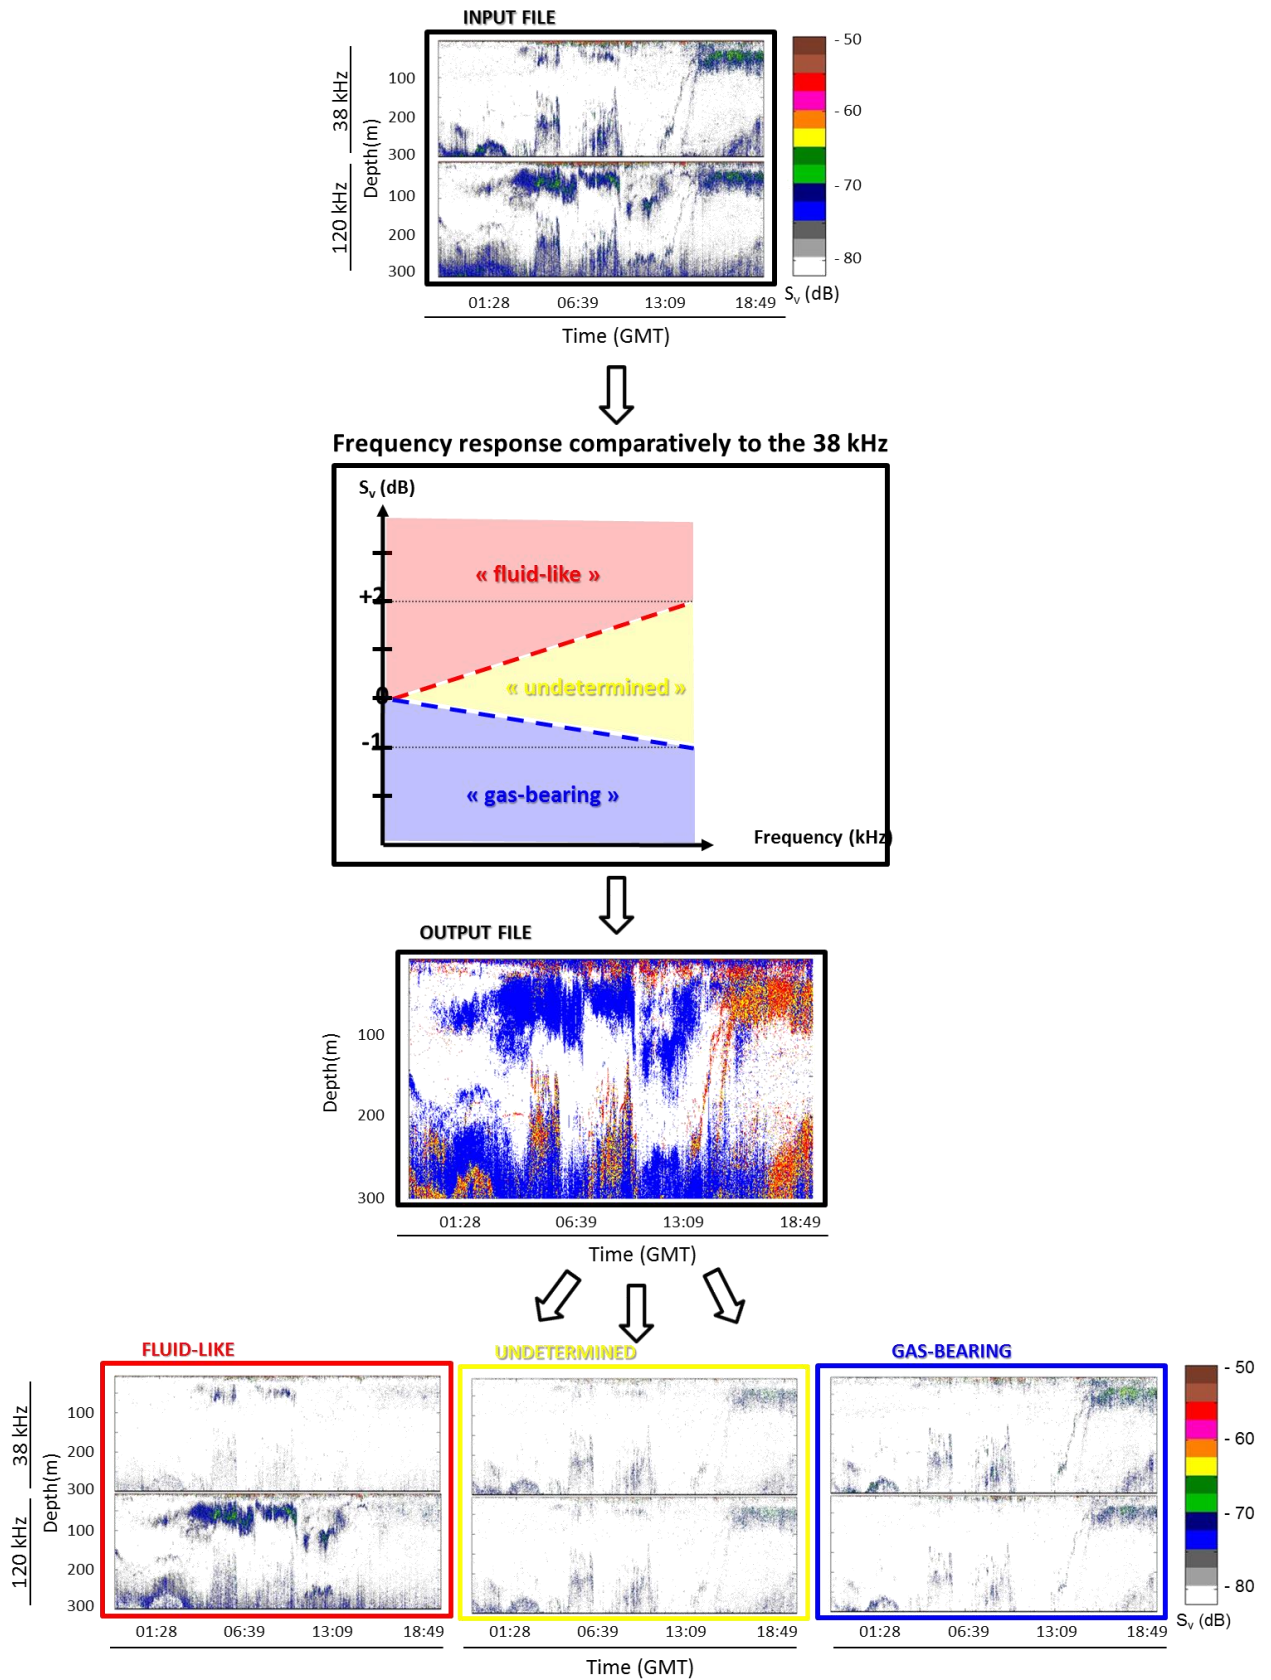 INPUT FILE
38 kHz
120 kHz
Depth(m)
100
200
300
100
200
300
- 50
- 60
- 70
- 80
Sv (dB)
01:28 06:39 13:09 18:49
Time (GMT)
Frequency response comparatively to the 38 kHz
Sv (dB)
« fluid-like »
+2
« undetermined »
0
-1
« gas-bearing »
Frequency (kHz)
OUTPUT FILE
Depth(m)
100
200
300
01:28 06:39 13:09 18:49
Time (GMT)
FLUID-LIKE
UNDETERMINED
GAS-BEARING
38 kHz
120 kHz
Depth(m)
100
200
300
100
200
300
- 50
- 60
- 70
- 80
Sv (dB)
01:28 06:39 13:09 18:49
01:28 06:39 13:09 18:49
01:28 06:39 13:09 18:49
Time (GMT)